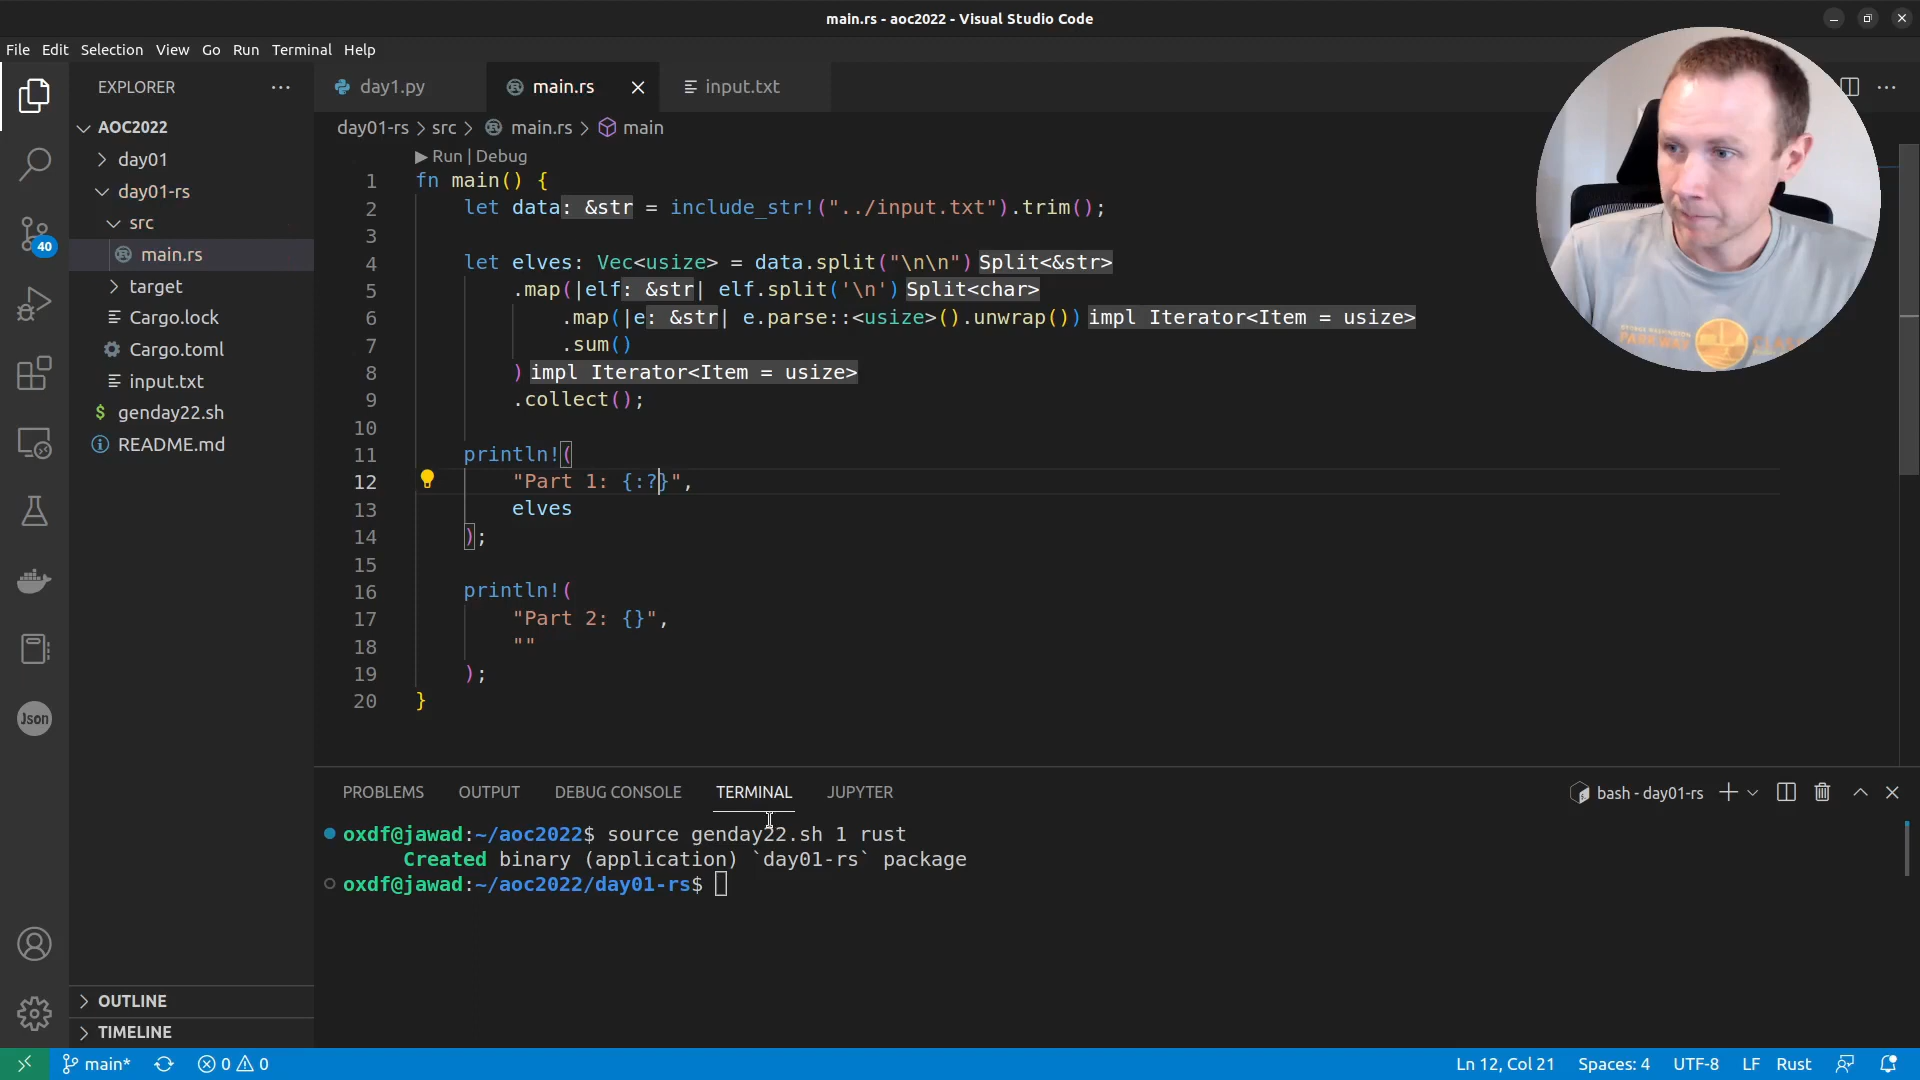 main.rs - aoc2022 - Visual Studio Code
File Edit Selection View Go Run Terminal Help
EXPLORER
AOC2022
day01
day01-rs
src
main.rs
target
Cargo.lock
Cargo.toml
input.txt
genday22.sh
README.md
OUTLINE
TIMELINE
40
Json
day1.py main.rs input.txt
day01-rs > src > main.rs > main
Run | Debug
1 fn main() {
2 let data: &str = include_str!("../input.txt").trim();
3
4 let elves: Vec<usize> = data.split("\n\n") Split<&str>
5 .map(|elf: &str| elf.split('\n') Split<char>
6 .map(|e: &str| e.parse::<usize>().unwrap()) impl Iterator<Item = usize>
7 .sum()
8 ) impl Iterator<Item = usize>
9 .collect();
10
11 println!(
12 "Part 1: {:?}",
13 elves
14 );
15
16 println!(
17 "Part 2: {}",
18 ""
19 );
20 }
PARKWAY
PROBLEMS OUTPUT DEBUG CONSOLE TERMINAL JUPYTER
bash - day01-rs
oxdf@jawad:~/aoc2022$ source genday22.sh 1 rust
Created binary (application) `day01-rs` package
oxdf@jawad:~/aoc2022/day01-rs$
main* 0 0 Ln 12, Col 21 Spaces: 4 UTF-8 LF Rust